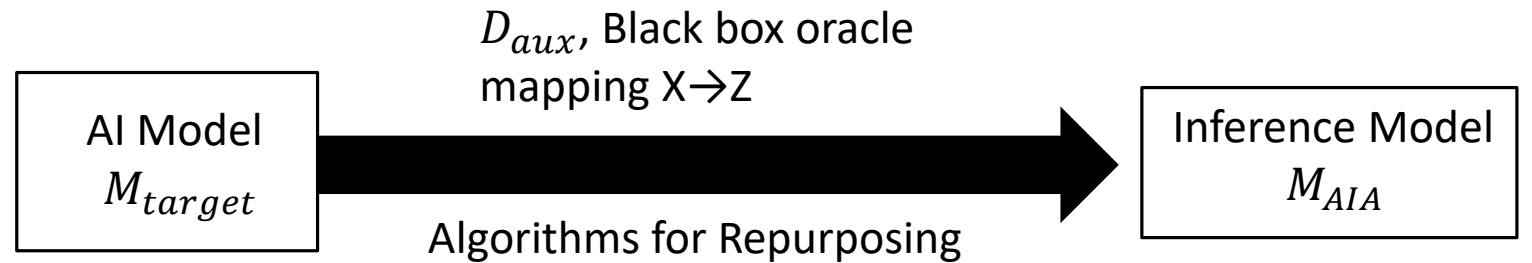 D_aux, Black box oracle
mapping X→Z
AI Model
M_target
Inference Model
M_AIA
Algorithms for Repurposing